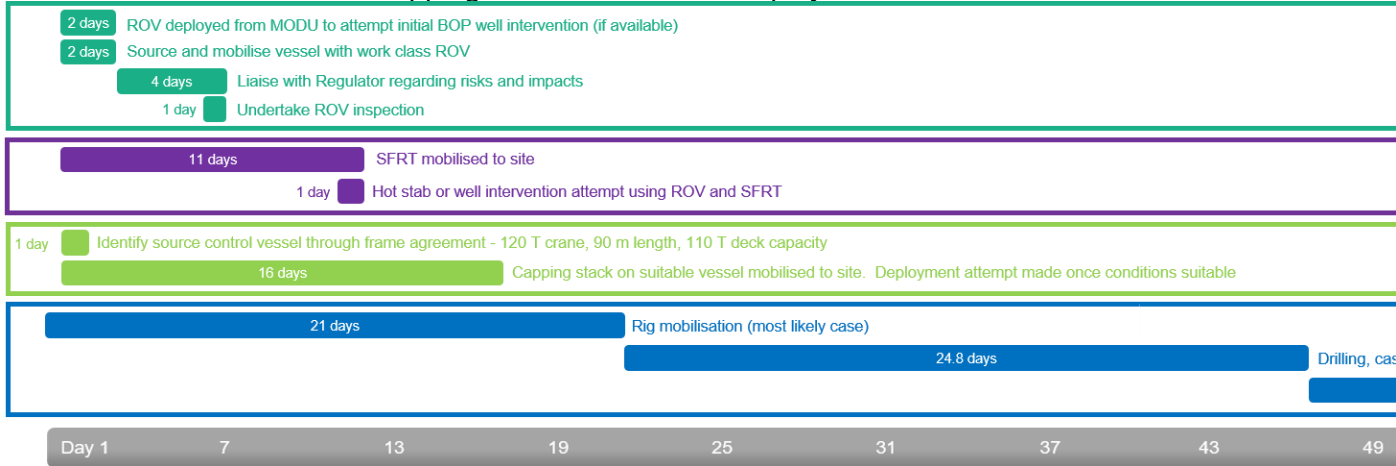 2 days ROV deployed from MODU to attempt initial BOP well intervention (if available)
2 days Source and mobilise vessel with work class ROV
4 days Liaise with Regulator regarding risks and impacts
1 day Undertake ROV inspection
11 days SFRT mobilised to site
1 day Hot stab or well intervention attempt using ROV and SFRT
1 day Identify source control vessel through frame agreement - 120 T crane, 90 m length, 110 T deck capacity
16 days Capping stack on suitable vessel mobilised to site. Deployment attempt made once conditions suitable
21 days Rig mobilisation (most likely case)
24.8 days Drilling, cas
Day 1 7 13 19 25 31 37 43 49